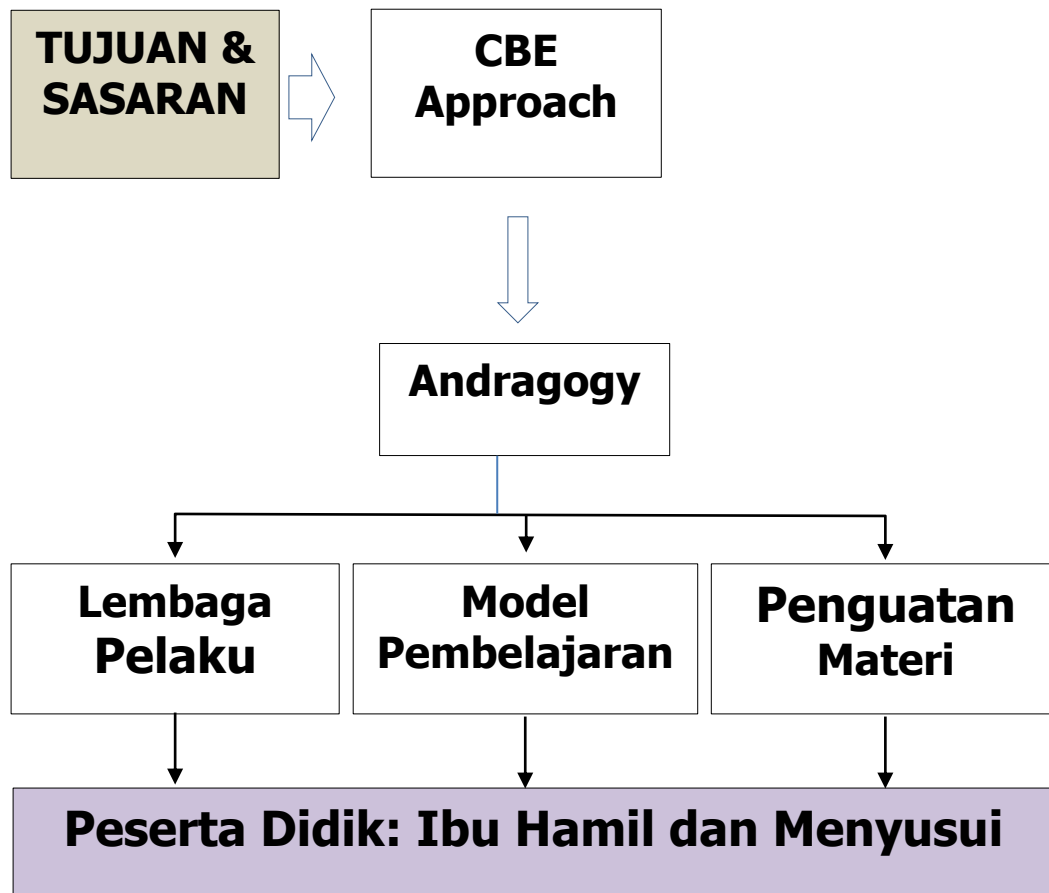 TUJUAN &
SASARAN
CBE
Approach
Andragogy
Lembaga
Pelaku
Model
Pembelajaran
Penguatan
Materi
Peserta Didik: Ibu Hamil dan Menyusui